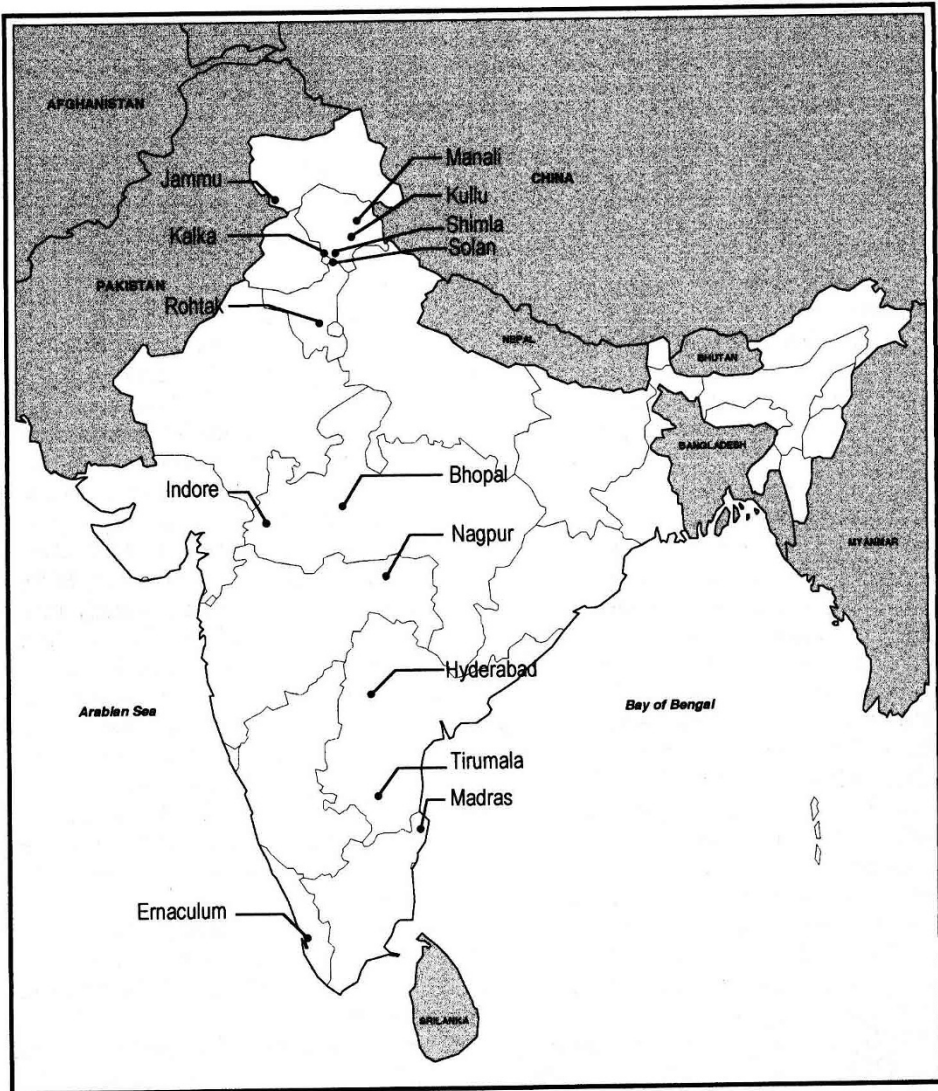 AFGHANISTAN
Manali
Jammu
CHINA
Kullu
Shimla
Kalka
Solan
PAKISTAN
Rohtak
NEPAL
BHUTAN
BANGLADESH
Bhopal
Indore
Nagpur
MYANMAR
Hyderabad
Arabian Sea
Bay of Bengal
Tirumala
Madras
Ernaculum
SRILANKA